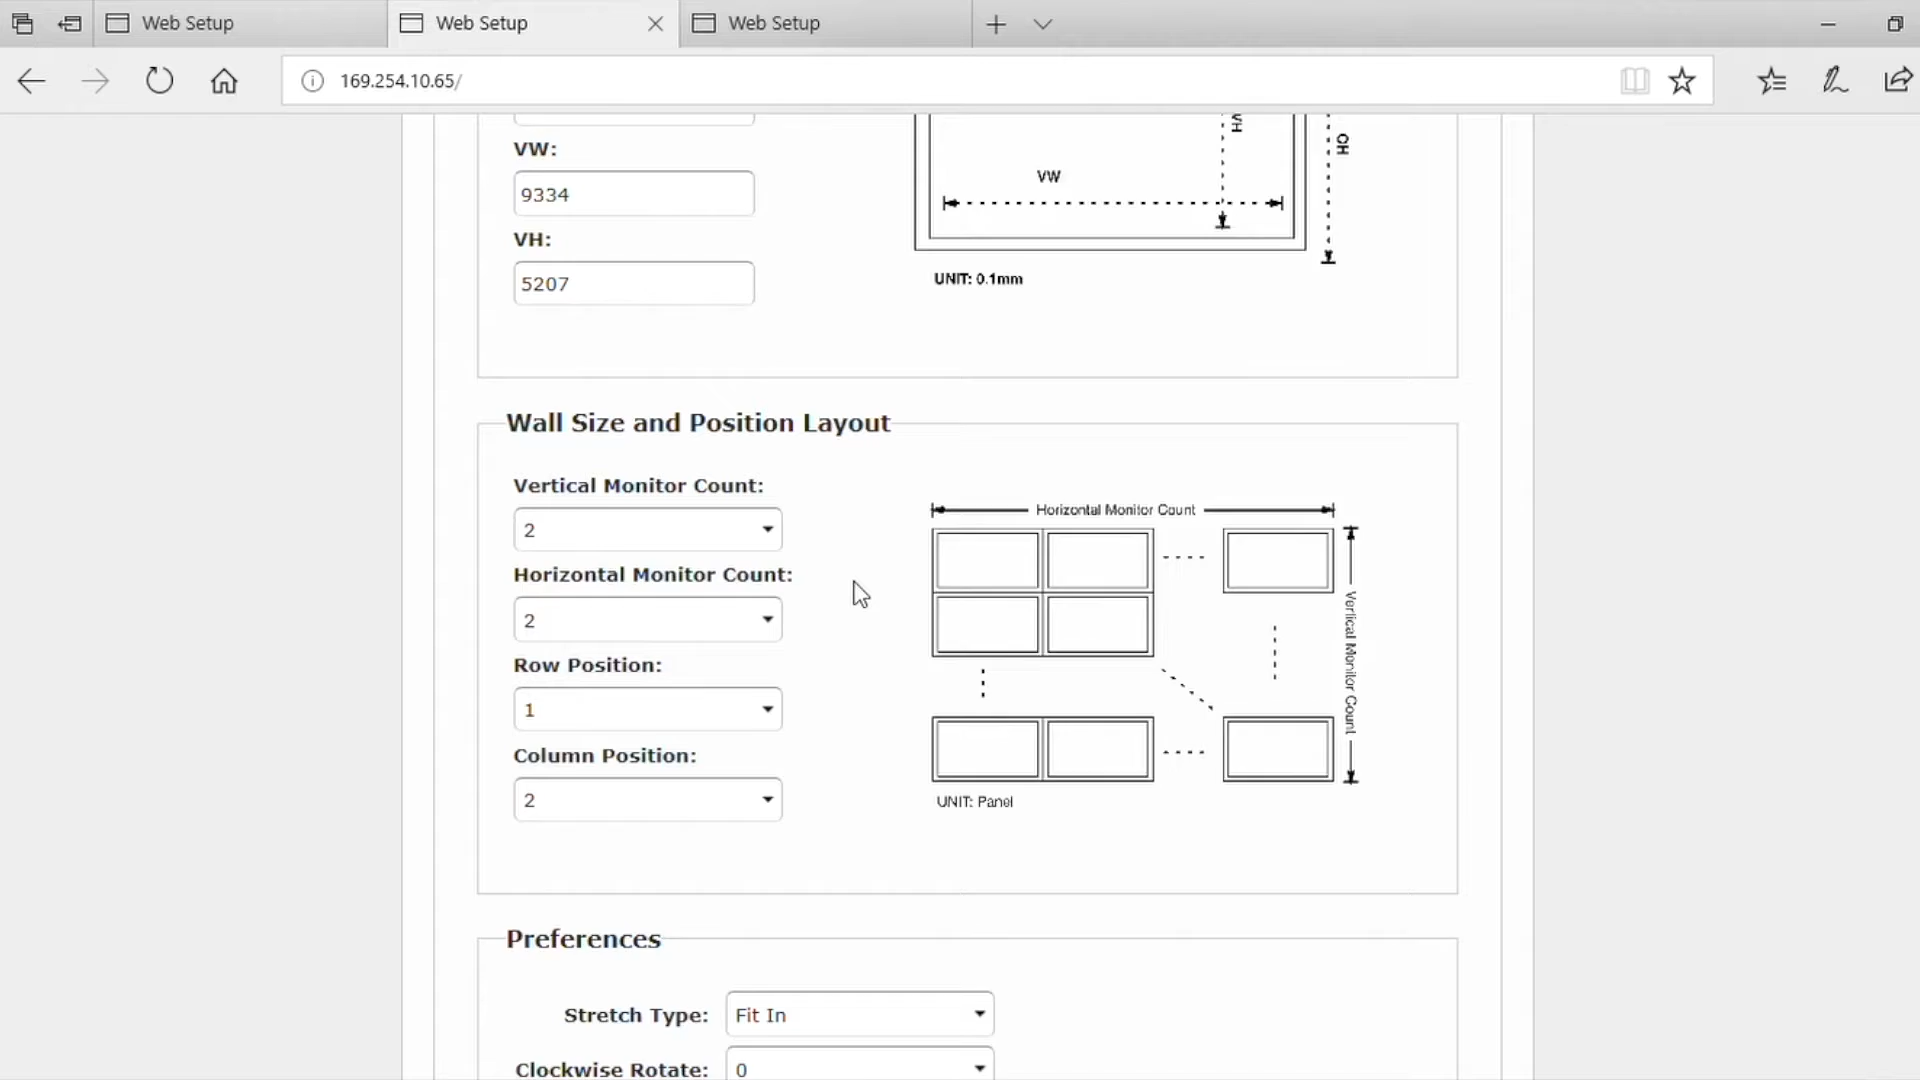 Web Setup
Web Setup
Web Setup
169.254.10.65/
VW:
9334
VH:
5207
VH
CH
VW
UNIT: 0.1mm
Wall Size and Position Layout
Vertical Monitor Count:
2
Horizontal Monitor Count:
2
Row Position:
1
Column Position:
2
Horizontal Monitor Count
Vertical Monitor Count
UNIT: Panel
Preferences
Stretch Type:
Fit In
Clockwise Rotate:
0